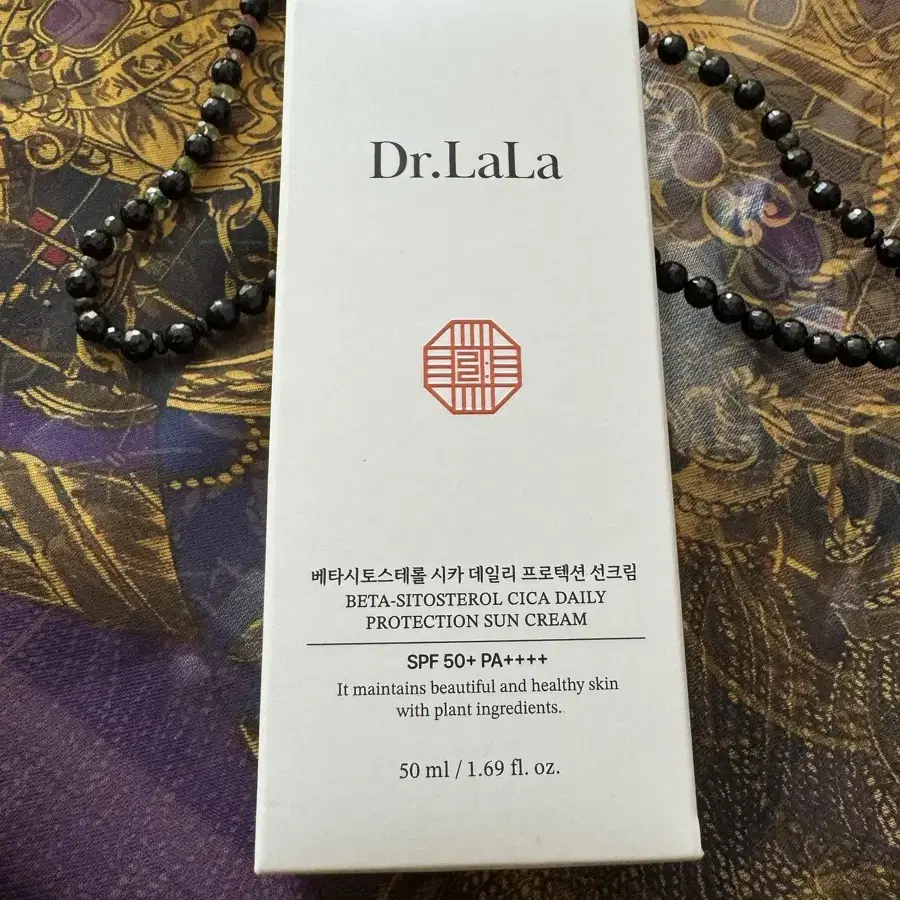 Dr.LaLa
베타시토스테롤 시카 데일리 프로텍션 선크림
BETA-SITOSTEROL CICA DAILY
PROTECTION SUN CREAM
SPF 50+ PA++++
It maintains beautiful and healthy skin
with plant ingredients.
50 ml / 1.69 fl. oz.